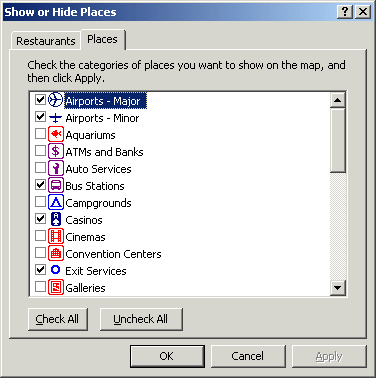 Show or Hide Places
Restaurants Places
Check the categories of places you want to show on the map, and
then click Apply.
Airports - Major
Airports - Minor
Aquariums
ATMs and Banks
Auto Services
Bus Stations
Campgrounds
Casinos
Cinemas
Convention Centers
Exit Services
Galleries
Check All Uncheck All
OK Cancel Apply